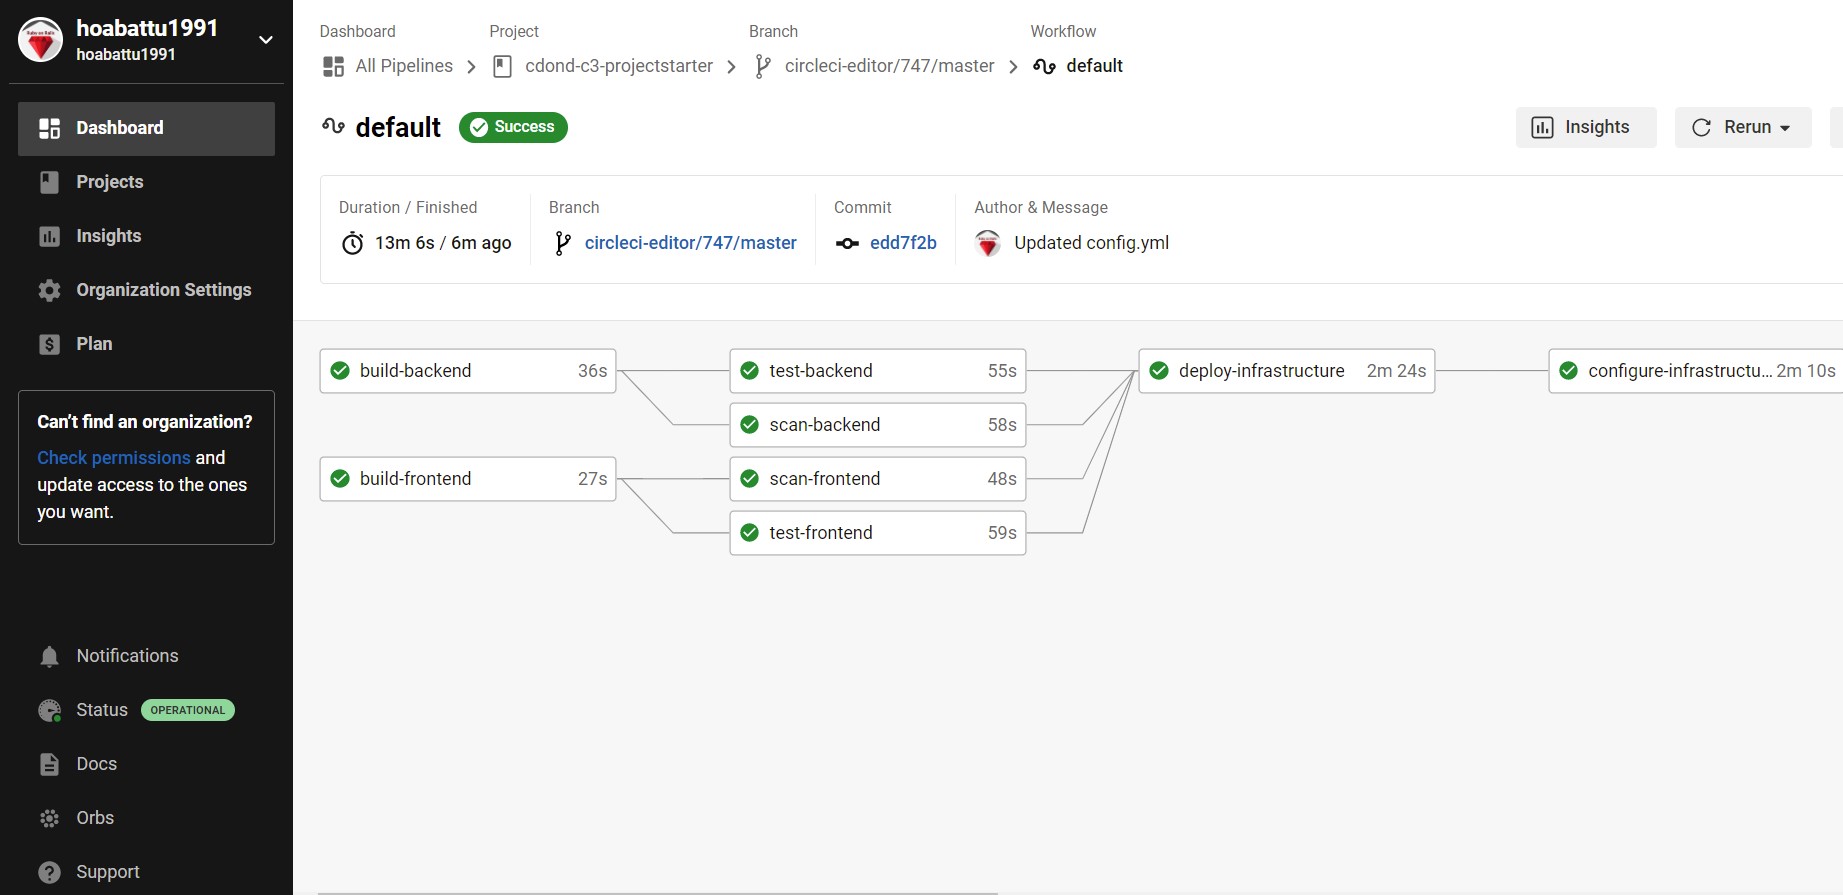 hoabattu1991
hoabattu1991
Dashboard
Projects
Insights
Organization Settings
Plan
Can't find an organization?
Check permissions and
update access to the ones
you want.
Notifications
Status OPERATIONAL
Docs
Orbs
Support
Dashboard Project Branch Workflow
All Pipelines cdond-c3-projectstarter circleci-editor/747/master default
default Success Insights Rerun
Duration / Finished Branch Commit Author & Message
13m 6s / 6m ago circleci-editor/747/master edd7f2b Updated config.yml
build-backend 36s test-backend 55s deploy-infrastructure 2m 24s configure-infrastructu... 2m 10s
scan-backend 58s
build-frontend 27s scan-frontend 48s
test-frontend 59s